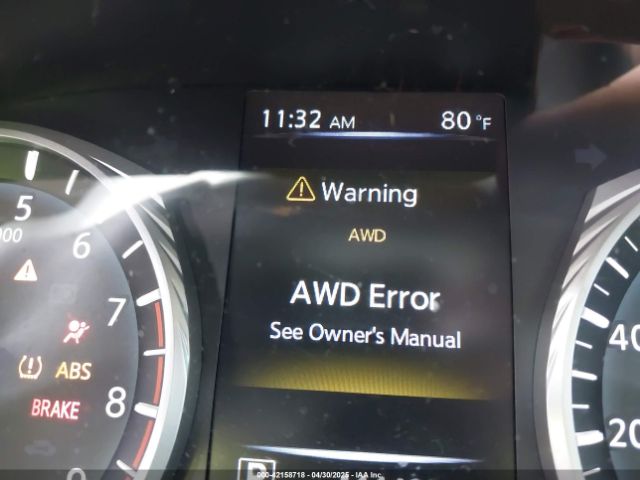 11:32 AM 80 °F
Warning
AWD
AWD Error
See Owner's Manual
5
6
7
8
ABS
BRAKE
40
20
000-42158718 - 04/30/2025 - IAA Inc.